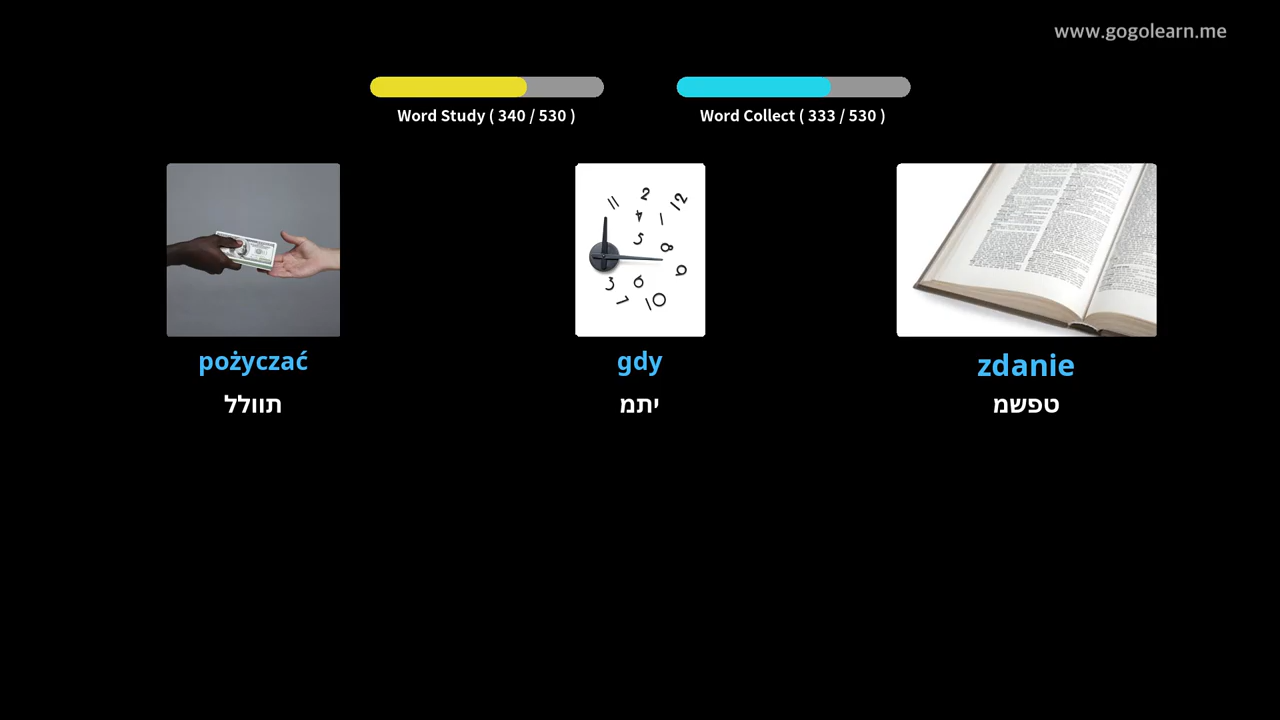 www.gogolearn.me
Word Study ( 340 / 530 )
Word Collect ( 333 / 530 )
pożyczać
תוולל
gdy
יתמ
zdanie
טפשמ